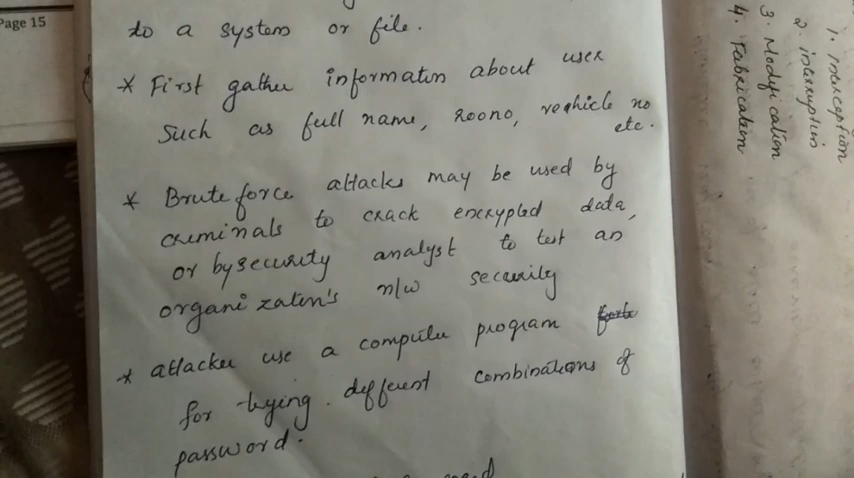 Page 15
to a system or file.
* First gather informaton about user
Such as full name, roono, vechicle no
etc.
* Brute force attacks may be used by
criminals to crack encrypted data,
or by security analyst to test an
organization's n/w security
* attacker use a computer program
for trying different combinations of
password.
1. Interception
2. interruption
3. Modification
4. Fabrication